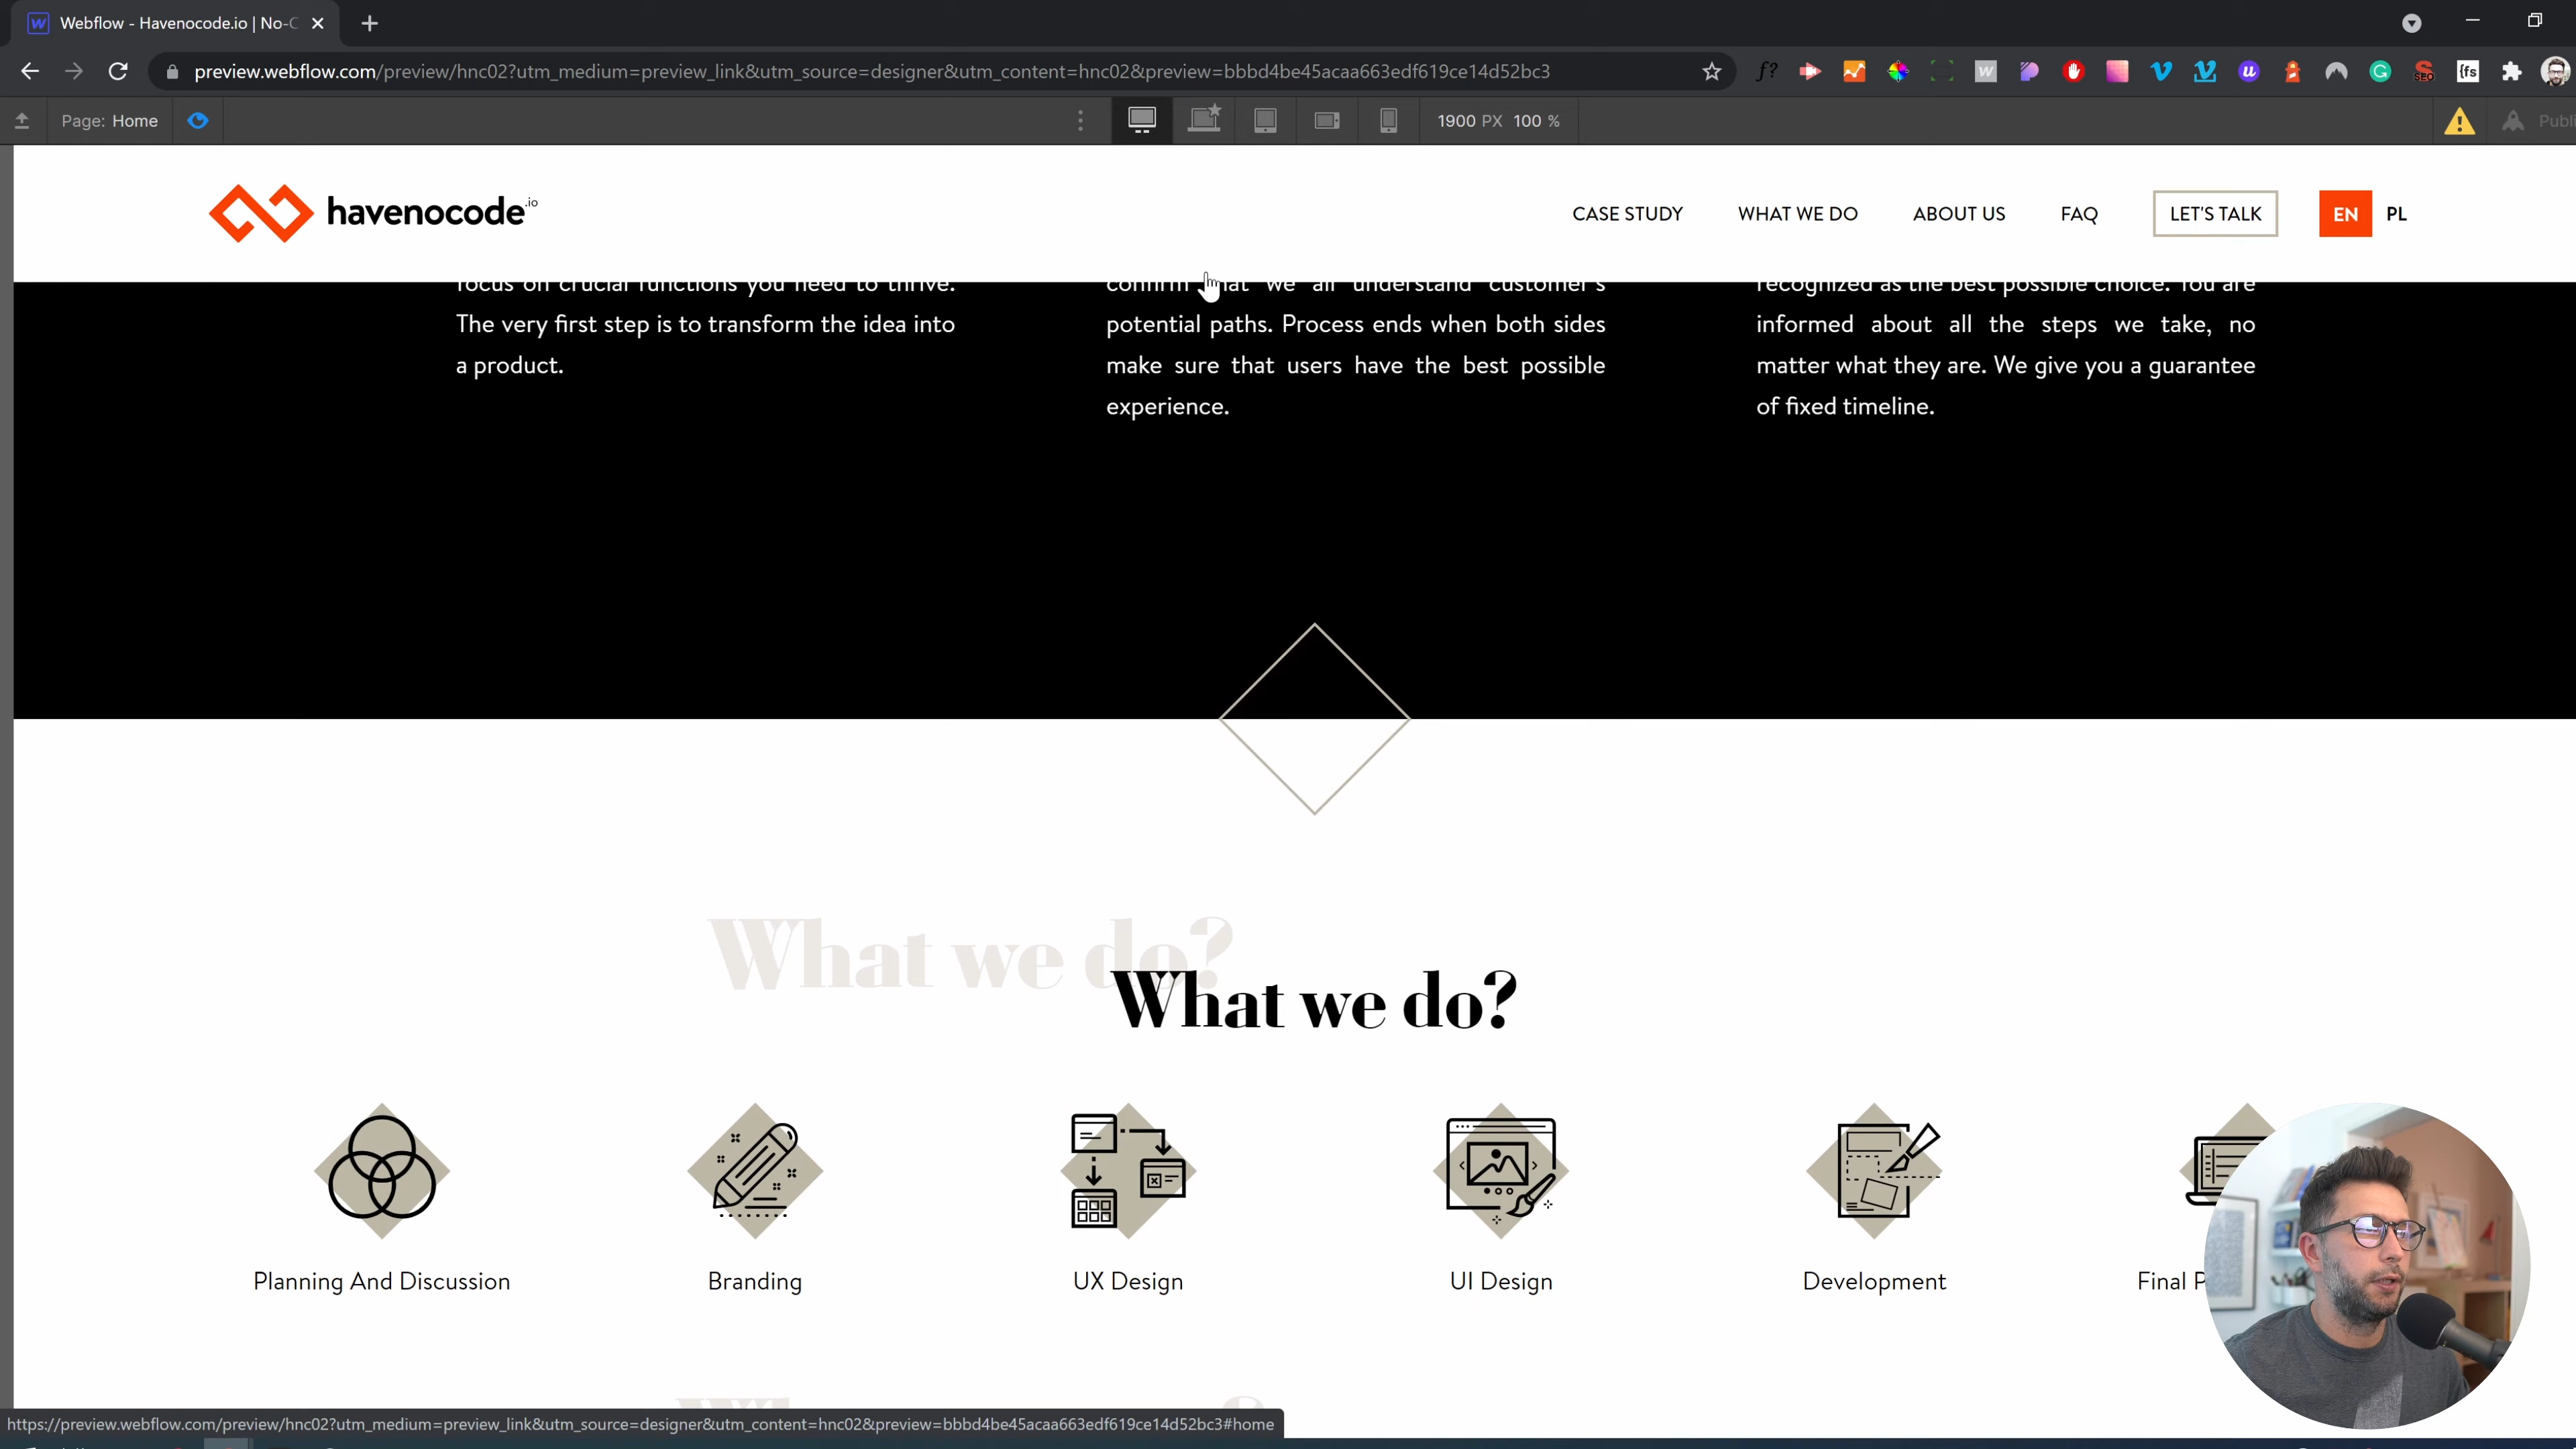 Webflow - Havenocode.io | No-C
preview.webflow.com/preview/hnc02?utm_medium=preview_link&utm_source=designer&utm_content=hnc02&preview=bbbd4be45acaa663edf619ce14d52bc3
Page: Home
1900 PX 100 %
Publi
havenocode.io
CASE STUDY
WHAT WE DO
ABOUT US
FAQ
LET'S TALK
EN
PL
focus on crucial functions you need to thrive.
The very first step is to transform the idea into
a product.
confirm that we all understand customer's
potential paths. Process ends when both sides
make sure that users have the best possible
experience.
recognized as the best possible choice. You are
informed about all the steps we take, no
matter what they are. We give you a guarantee
of fixed timeline.
What we do?
What we do?
Planning And Discussion
Branding
UX Design
UI Design
Development
Final P
https://preview.webflow.com/preview/hnc02?utm_medium=preview_link&utm_source=designer&utm_content=hnc02&preview=bbbd4be45acaa663edf619ce14d52bc3#home